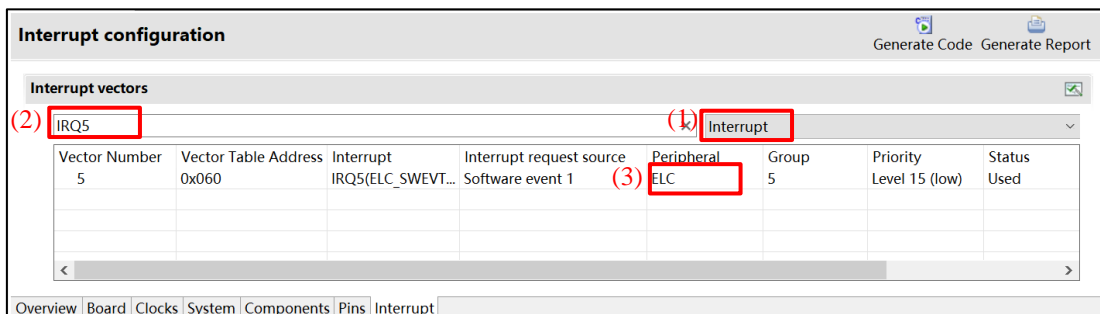 Interrupt configuration
Generate Code Generate Report
Interrupt vectors
(2) IRQ5 (1) Interrupt
Vector Number Vector Table Address Interrupt Interrupt request source Peripheral Group Priority Status
5 0x060 IRQ5(ELC_SWEVT... Software event 1 (3) ELC 5 Level 15 (low) Used
Overview Board Clocks System Components Pins Interrupt